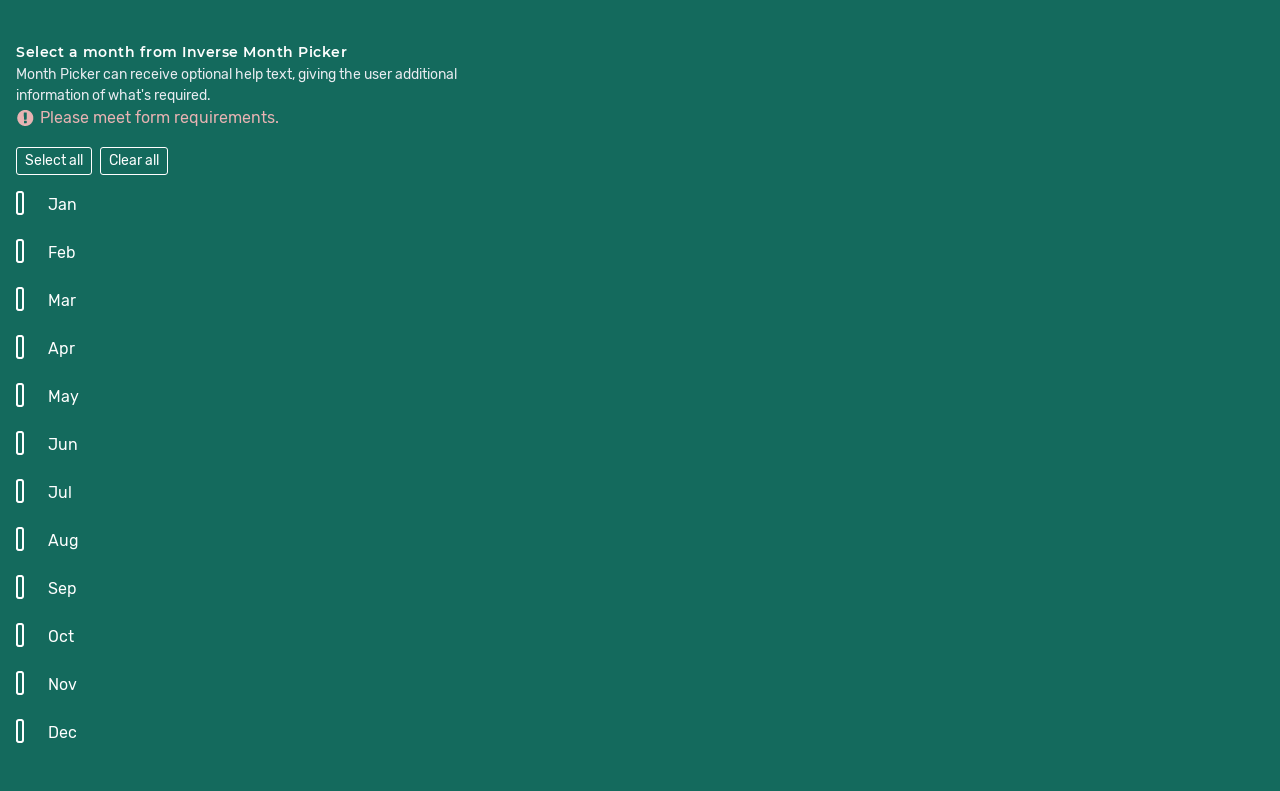 Select a month from Inverse Month Picker
Month Picker can receive optional help text, giving the user additional
information of what's required.
Please meet form requirements.
Select all Clear all
Jan
Feb
Mar
Apr
May
Jun
Jul
Aug
Sep
Oct
Nov
Dec